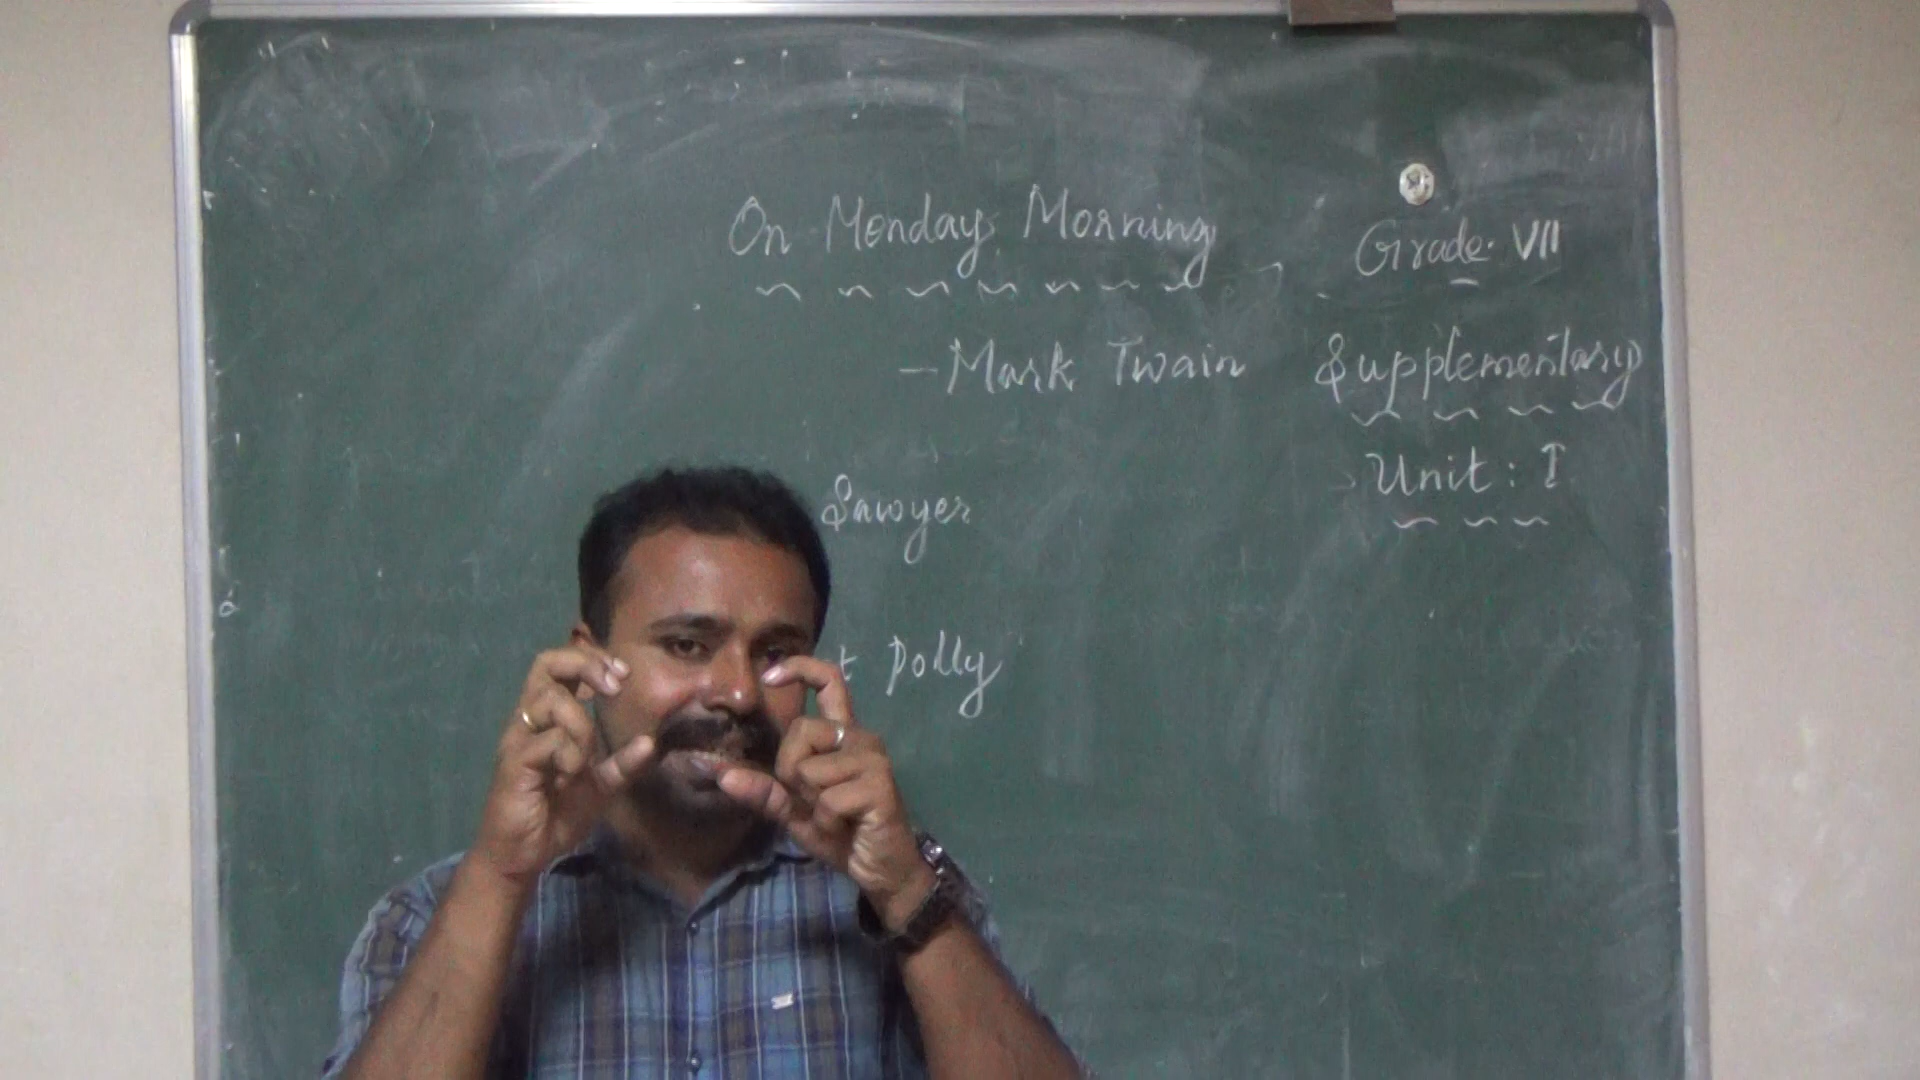 On Monday Morning
Grade. VII
- Mark Twain
Supplementary
Unit : I
Sawyer
t Polly